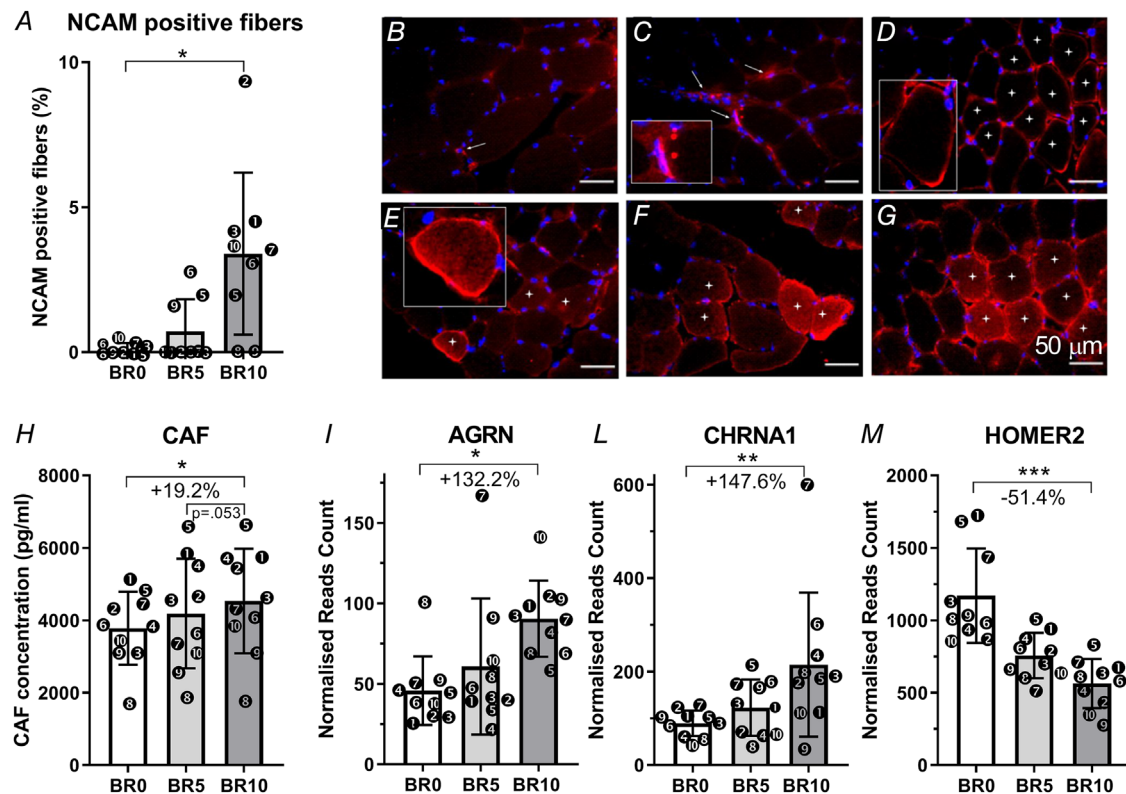 A NCAM positive fibers
NCAM positive fibers (%)
10
5
0
*
BR0 BR5 BR10
B
C
D
E
F
G
50 μm
H CAF
CAF concentration (pg/ml)
8000
6000
4000
2000
0
*
+19.2%
p=.053
BR0 BR5 BR10
I AGRN
Normalised Reads Count
150
100
50
0
*
+132.2%
BR0 BR5 BR10
L CHRNA1
Normalised Reads Count
600
400
200
0
**
+147.6%
BR0 BR5 BR10
M HOMER2
Normalised Reads Count
2000
1500
1000
500
0
***
-51.4%
BR0 BR5 BR10